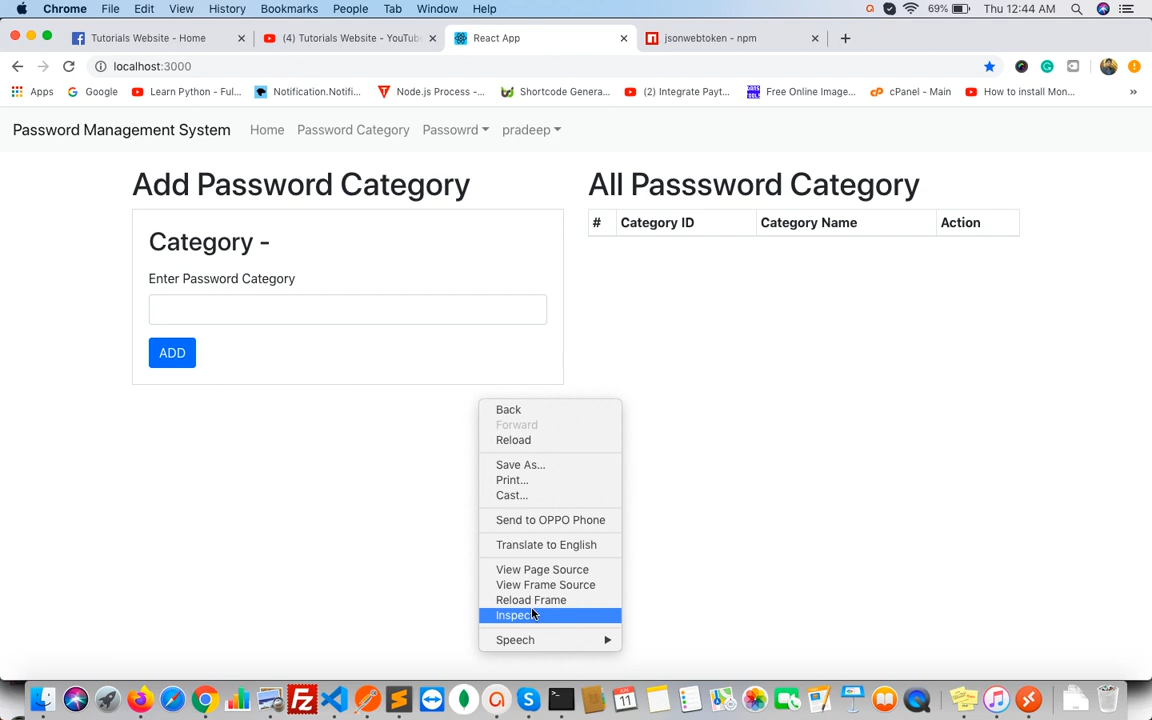 Chrome File Edit View History Bookmarks People Tab Window Help 69% Thu 12:44 AM
Tutorials Website - Home (4) Tutorials Website - YouTub React App jsonwebtoken - npm
localhost:3000
Apps Google Learn Python - Ful... Notification.Notifi... Node.js Process -... Shortcode Genera... (2) Integrate Payt... Free Online Image... cPanel - Main How to install Mon... »
Password Management System Home Password Category Passowrd pradeep
Add Password Category
All Passsword Category
# Category ID Category Name Action
Category -
Enter Password Category
ADD
Back
Forward
Reload
Save As...
Print...
Cast...
Send to OPPO Phone
Translate to English
View Page Source
View Frame Source
Reload Frame
Inspect
Speech